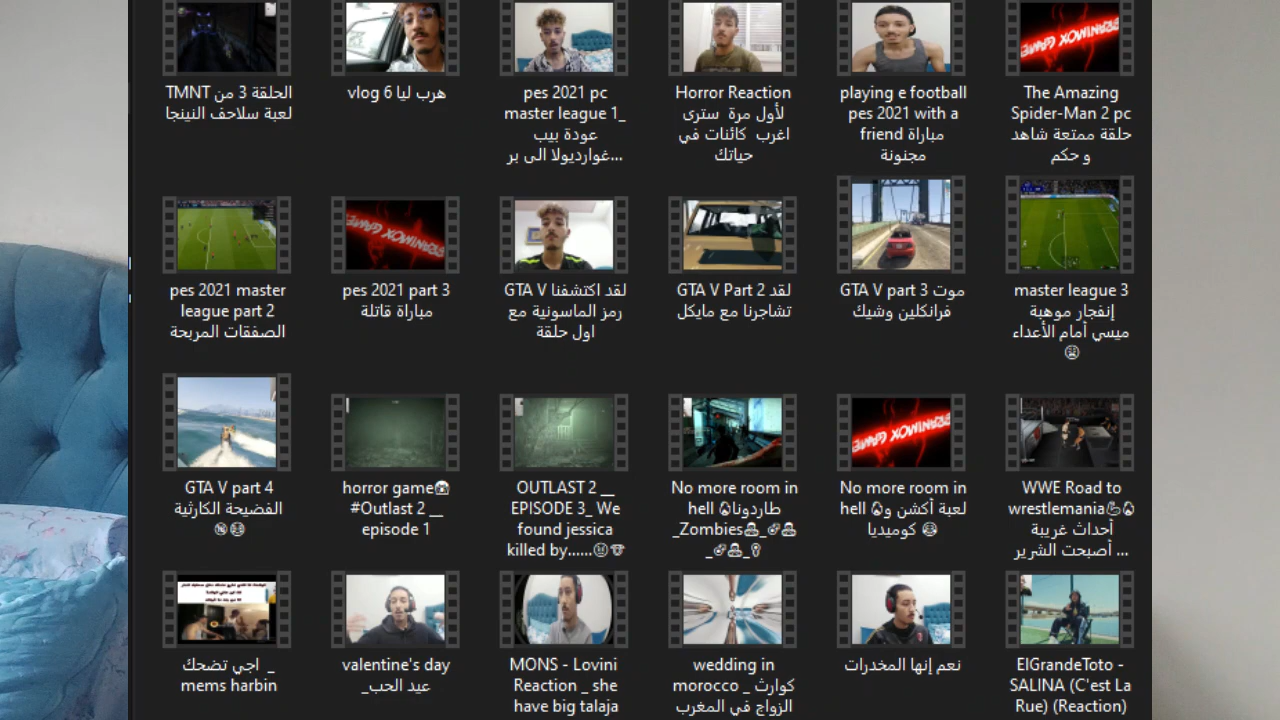 الحلقة 3 من TMNT
لعبة سلاحف النينجا
هرب ليا vlog 6
pes 2021 pc
master league 1_
عودة بيب
غوارديولا الى بر...
Horror Reaction
لأول مرة سترى
اغرب كائنات في
حياتك
playing e football
pes 2021 with a
friend مباراة
مجنونة
The Amazing
Spider-Man 2 pc
حلقة ممتعة شاهد
و حكم
pes 2021 master
league part 2
الصفقات المربحة
pes 2021 part 3
مباراة قاتلة
GTA V لقد اكتشفنا
رمز الماسونية مع
اول حلقة
GTA V Part 2 لقد
تشاجرنا مع مايكل
GTA V part 3 موت
فرانكلين وشيك
master league 3
إنفجار موهبة
ميسي أمام الأعداء
GTA V part 4
الفضيحة الكارثية
horror game😱
#Outlast 2 __
episode 1
OUTLAST 2 __
EPISODE 3_ We
found jessica
killed by......
No more room in
hell طاردونا
_Zombies
No more room in
hell لعبة أكشن و
كوميديا
WWE Road to
wrestlemania
أحداث غريبة
أصبحت الشرير ...
_ اجي تضحك
mems harbin
valentine's day
_عيد الحب
MONS - Lovini
Reaction _ she
have big talaja
wedding in
morocco _ كوارث
الزواج في المغرب
نعم إنها المخدرات
ElGrandeToto -
SALINA (C'est La
Rue) (Reaction)